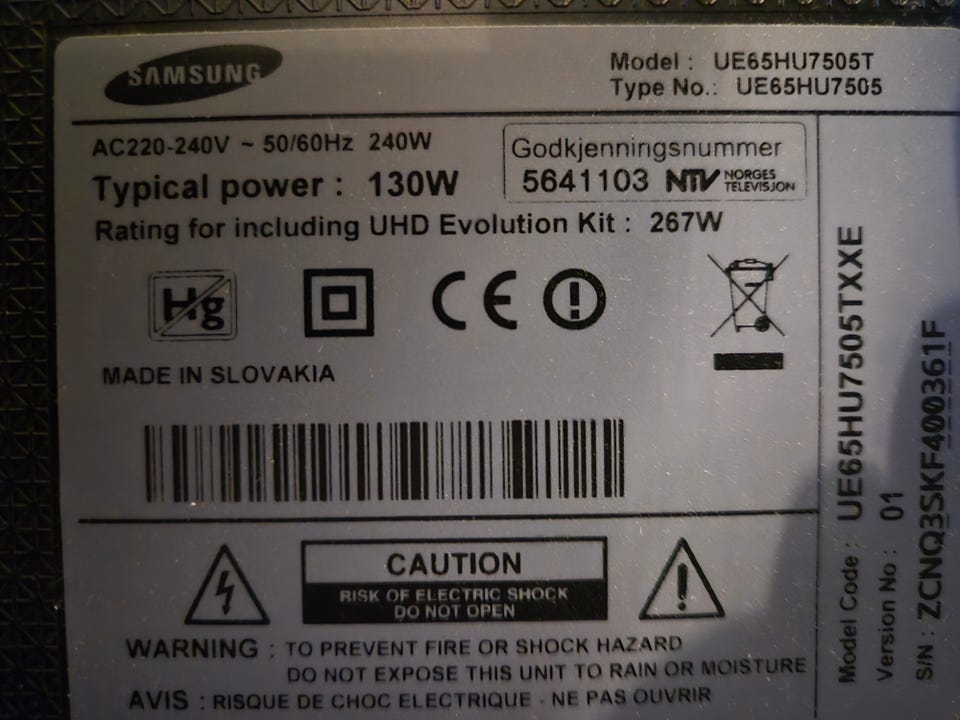 SAMSUNG
Model : UE65HU7505T
Type No.: UE65HU7505
AC220-240V ~ 50/60Hz 240W
Typical power : 130W
Godkjenningsnummer
5641103 NTV NORGES TELEVISJON
Rating for including UHD Evolution Kit : 267W
Hg
CE
MADE IN SLOVAKIA
CAUTION
RISK OF ELECTRIC SHOCK
DO NOT OPEN
WARNING : TO PREVENT FIRE OR SHOCK HAZARD
DO NOT EXPOSE THIS UNIT TO RAIN OR MOISTURE
AVIS : RISQUE DE CHOC ELECTRIQUE - NE PAS OUVRIR
Model Code : UE65HU7505TXXE
Version No : 01
S/N : ZCNQ3SKF400361F